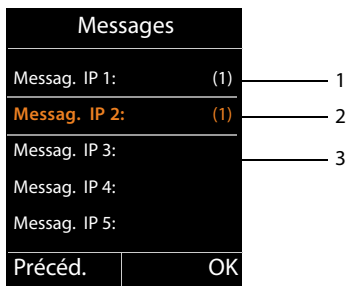 Messages
Messag. IP 1: (1) 1
Messag. IP 2: (1) 2
Messag. IP 3: 3
Messag. IP 4:
Messag. IP 5:
Précéd. OK